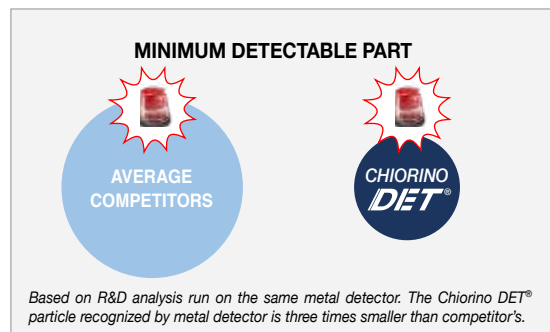 MINIMUM DETECTABLE PART
AVERAGE
COMPETITORS
CHIORINO
DET®
Based on R&D analysis run on the same metal detector. The Chiorino DET®
particle recognized by metal detector is three times smaller than competitor's.